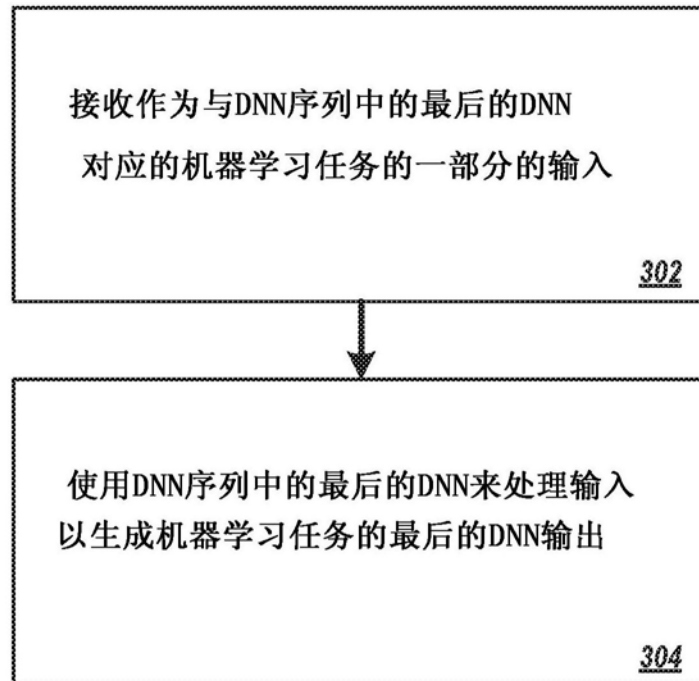 接收作为与DNN序列中的最后的DNN
对应的机器学习任务的一部分的输入
302
使用DNN序列中的最后的DNN来处理输入
以生成机器学习任务的最后的DNN输出
304